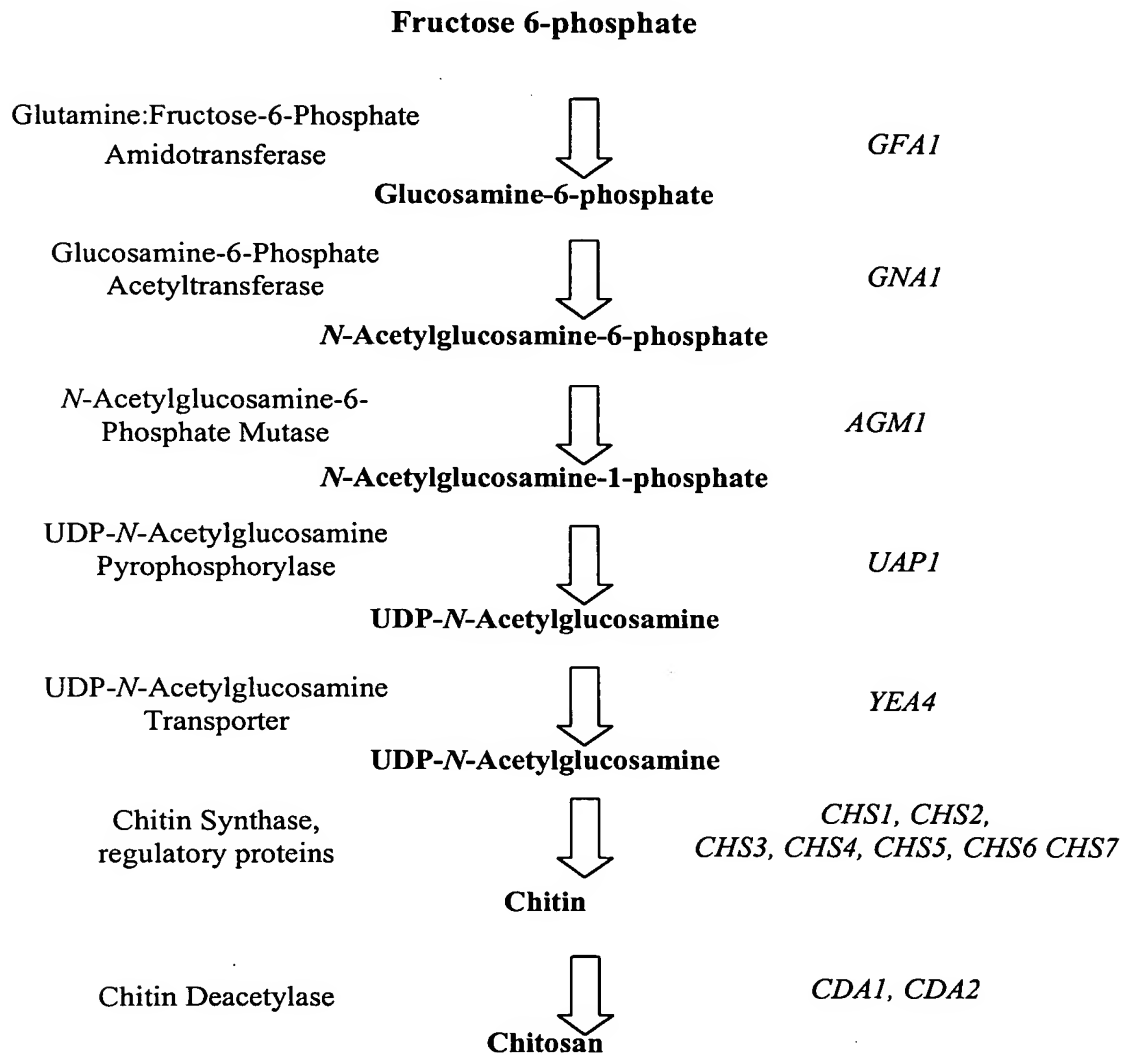 Fructose 6-phosphate
Glutamine:Fructose-6-Phosphate
Amidotransferase
GFA1
Glucosamine-6-phosphate
Glucosamine-6-Phosphate
Acetyltransferase
GNA1
N-Acetylglucosamine-6-phosphate
N-Acetylglucosamine-6-
Phosphate Mutase
AGM1
N-Acetylglucosamine-1-phosphate
UDP-N-Acetylglucosamine
Pyrophosphorylase
UAP1
UDP-N-Acetylglucosamine
UDP-N-Acetylglucosamine
Transporter
YEA4
UDP-N-Acetylglucosamine
Chitin Synthase,
regulatory proteins
CHS1, CHS2,
CHS3, CHS4, CHS5, CHS6 CHS7
Chitin
Chitin Deacetylase
CDA1, CDA2
Chitosan